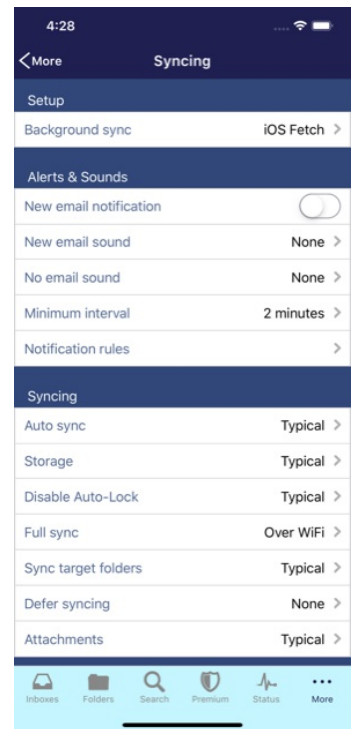 4:28
More Syncing
Setup
Background sync iOS Fetch
Alerts & Sounds
New email notification
New email sound None
No email sound None
Minimum interval 2 minutes
Notification rules
Syncing
Auto sync Typical
Storage Typical
Disable Auto-Lock Typical
Full sync Over WiFi
Sync target folders Typical
Defer syncing None
Attachments Typical
Inboxes Folders Search Premium Status More